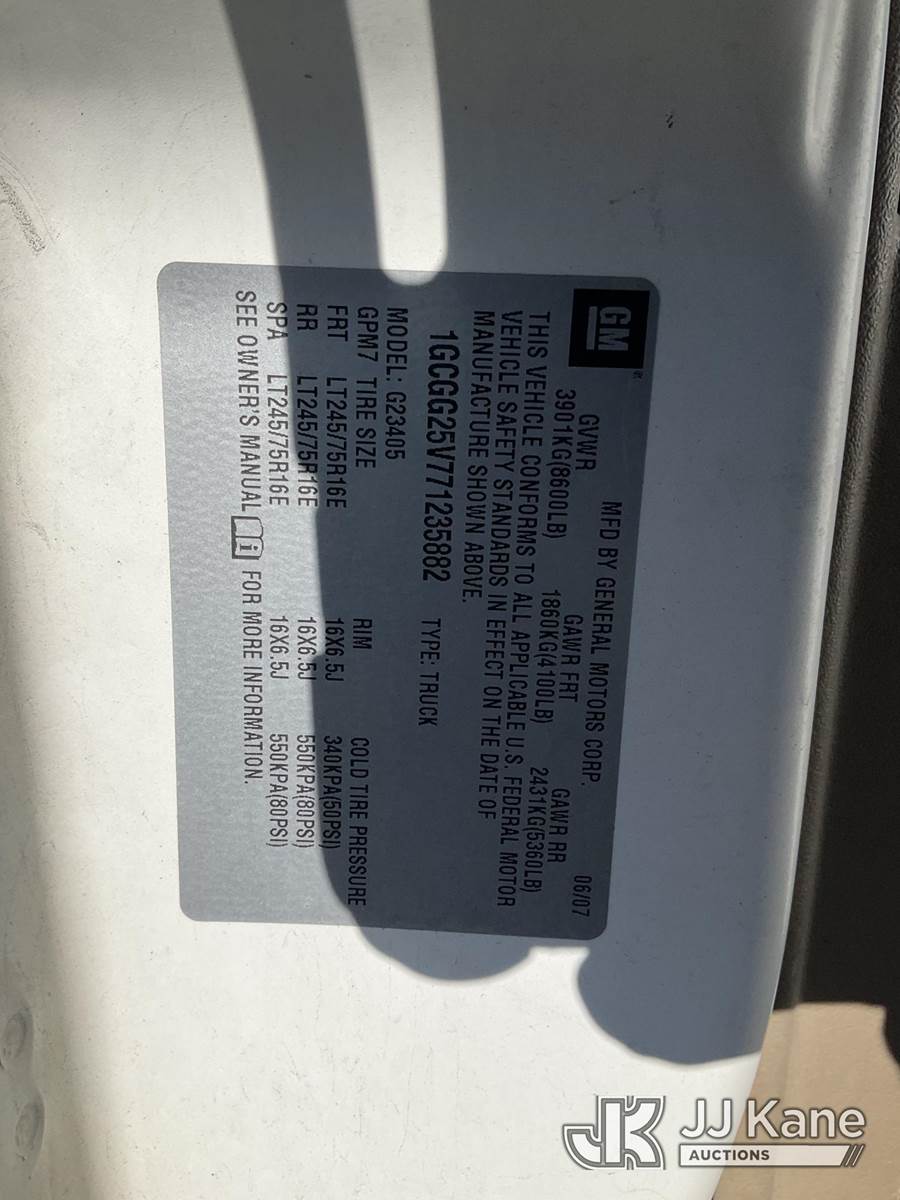 GM
MFD BY GENERAL MOTORS CORP. 06/07
GVWR GAWR FRT GAWR RR
3901KG(8600LB) 1860KG(4100LB) 2431KG(5360LB)
THIS VEHICLE CONFORMS TO ALL APPLICABLE U.S. FEDERAL MOTOR
VEHICLE SAFETY STANDARDS IN EFFECT ON THE DATE OF
MANUFACTURE SHOWN ABOVE.
1GCGG25V771235882 TYPE: TRUCK
MODEL: G23405
GPM7 TIRE SIZE RIM COLD TIRE PRESSURE
FRT LT245/75R16E 16X6.5J 340KPA(50PSI)
RR LT245/75R16E 16X6.5J 550KPA(80PSI)
SPA LT245/75R16E 16X6.5J 550KPA(80PSI)
SEE OWNER'S MANUAL FOR MORE INFORMATION.
JK JJ Kane
AUCTIONS